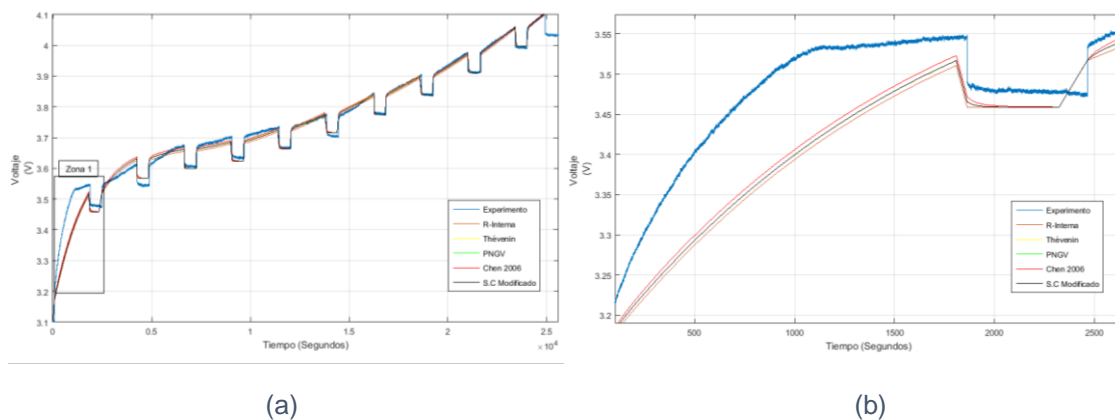 4.1
4
3.9
3.8
3.7
3.6
3.5
3.4
3.3
3.2
3.1
Voltaje
(V)
Zona 1
Experimento
R-Interna
Thèvenin
PNGV
Chen 2006
S.C Modificado
0 0.5 1 1.5 2 2.5
Tiempo (Segundos)
×10⁴
(a)
3.55
3.5
3.45
3.4
3.35
3.3
3.25
3.2
Voltaje
(V)
Experimento
R-Interna
Thèvenin
PNGV
Chen 2006
S.C Modificado
500 1000 1500 2000 2500
Tiempo (Segundos)
(b)